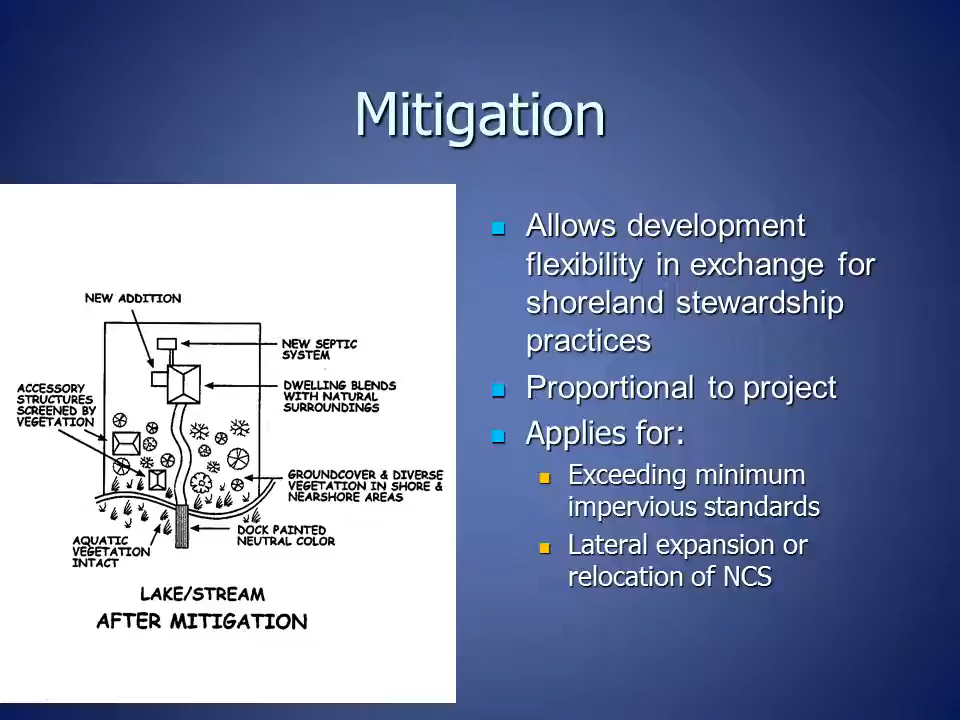 Mitigation
NEW ADDITION
NEW SEPTIC
SYSTEM
DWELLING BLENDS
WITH NATURAL
SURROUNDINGS
ACCESSORY
STRUCTURES
SCREENED BY
VEGETATION
GROUNDCOVER & DIVERSE
VEGETATION IN SHORE &
NEARSHORE AREAS
DOCK PAINTED
NEUTRAL COLOR
AQUATIC
VEGETATION
INTACT
LAKE/STREAM
AFTER MITIGATION
Allows development
flexibility in exchange for
shoreland stewardship
practices
Proportional to project
Applies for:
Exceeding minimum
impervious standards
Lateral expansion or
relocation of NCS